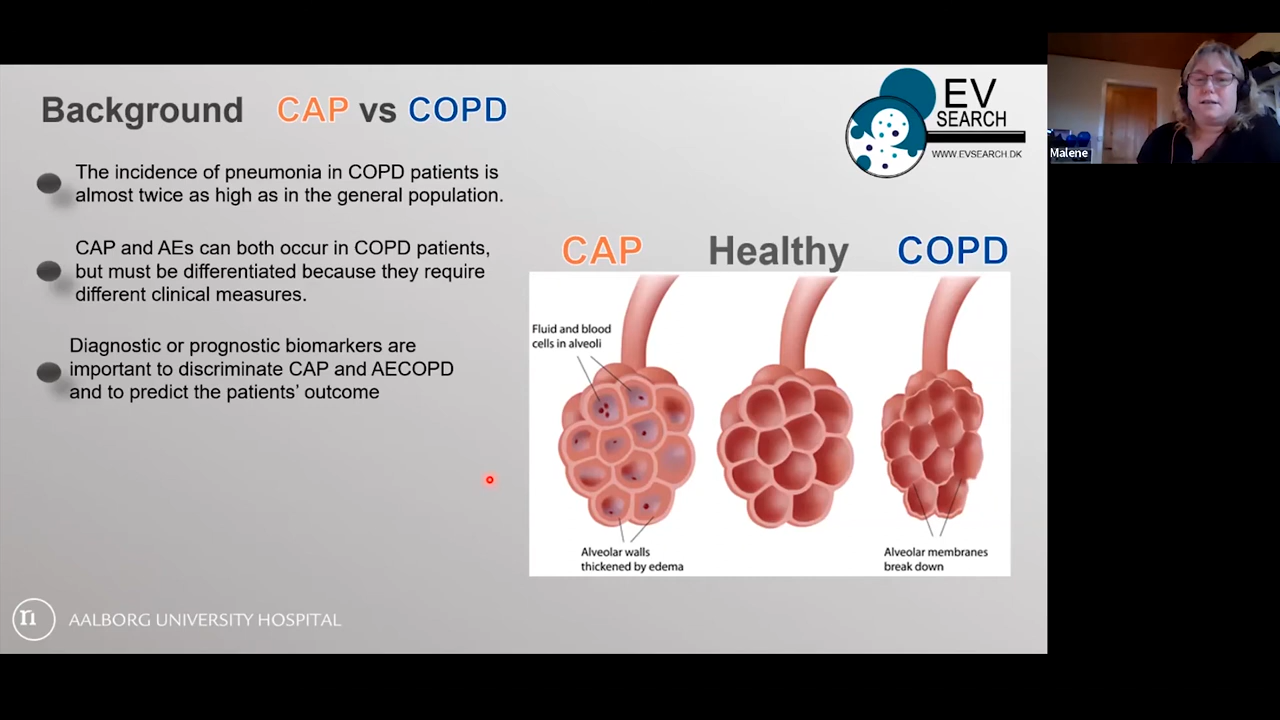 Background CAP vs COPD
EV
SEARCH
WWW.EVSEARCH.DK
Malene
The incidence of pneumonia in COPD patients is
almost twice as high as in the general population.
CAP and AEs can both occur in COPD patients,
but must be differentiated because they require
different clinical measures.
Diagnostic or prognostic biomarkers are
important to discriminate CAP and AECOPD
and to predict the patients’ outcome
CAP Healthy COPD
Fluid and blood
cells in alveoli
Alveolar walls
thickened by edema
Alveolar membranes
break down
n
AALBORG UNIVERSITY HOSPITAL